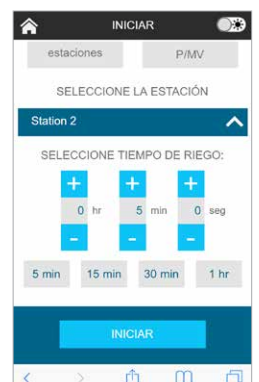 INICIAR
estaciones P/MV
SELECCIONE LA ESTACIÓN
Station 2
SELECCIONE TIEMPO DE RIEGO:
+ + +
0 hr 5 min 0 seg
- - -
5 min 15 min 30 min 1 hr
INICIAR